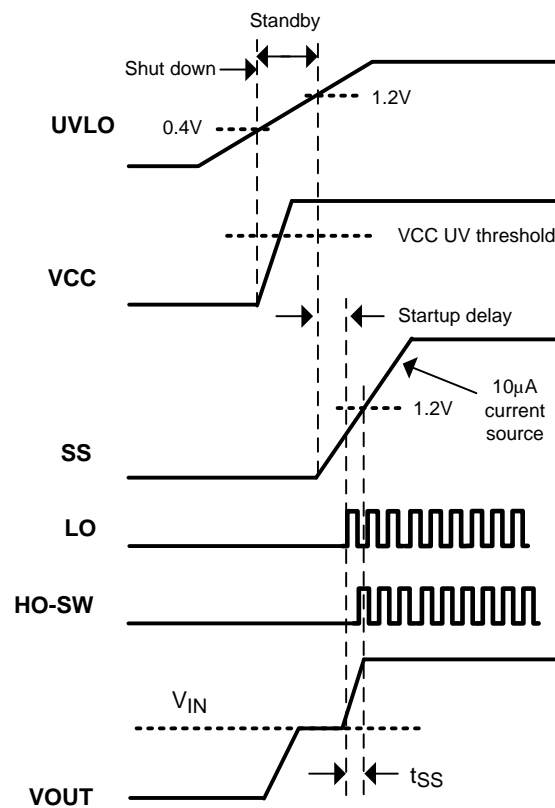 Standby
Shut down
1.2V
0.4V
UVLO
VCC UV threshold
VCC
Startup delay
10μA
current
source
1.2V
SS
LO
HO-SW
VIN
tSS
VOUT